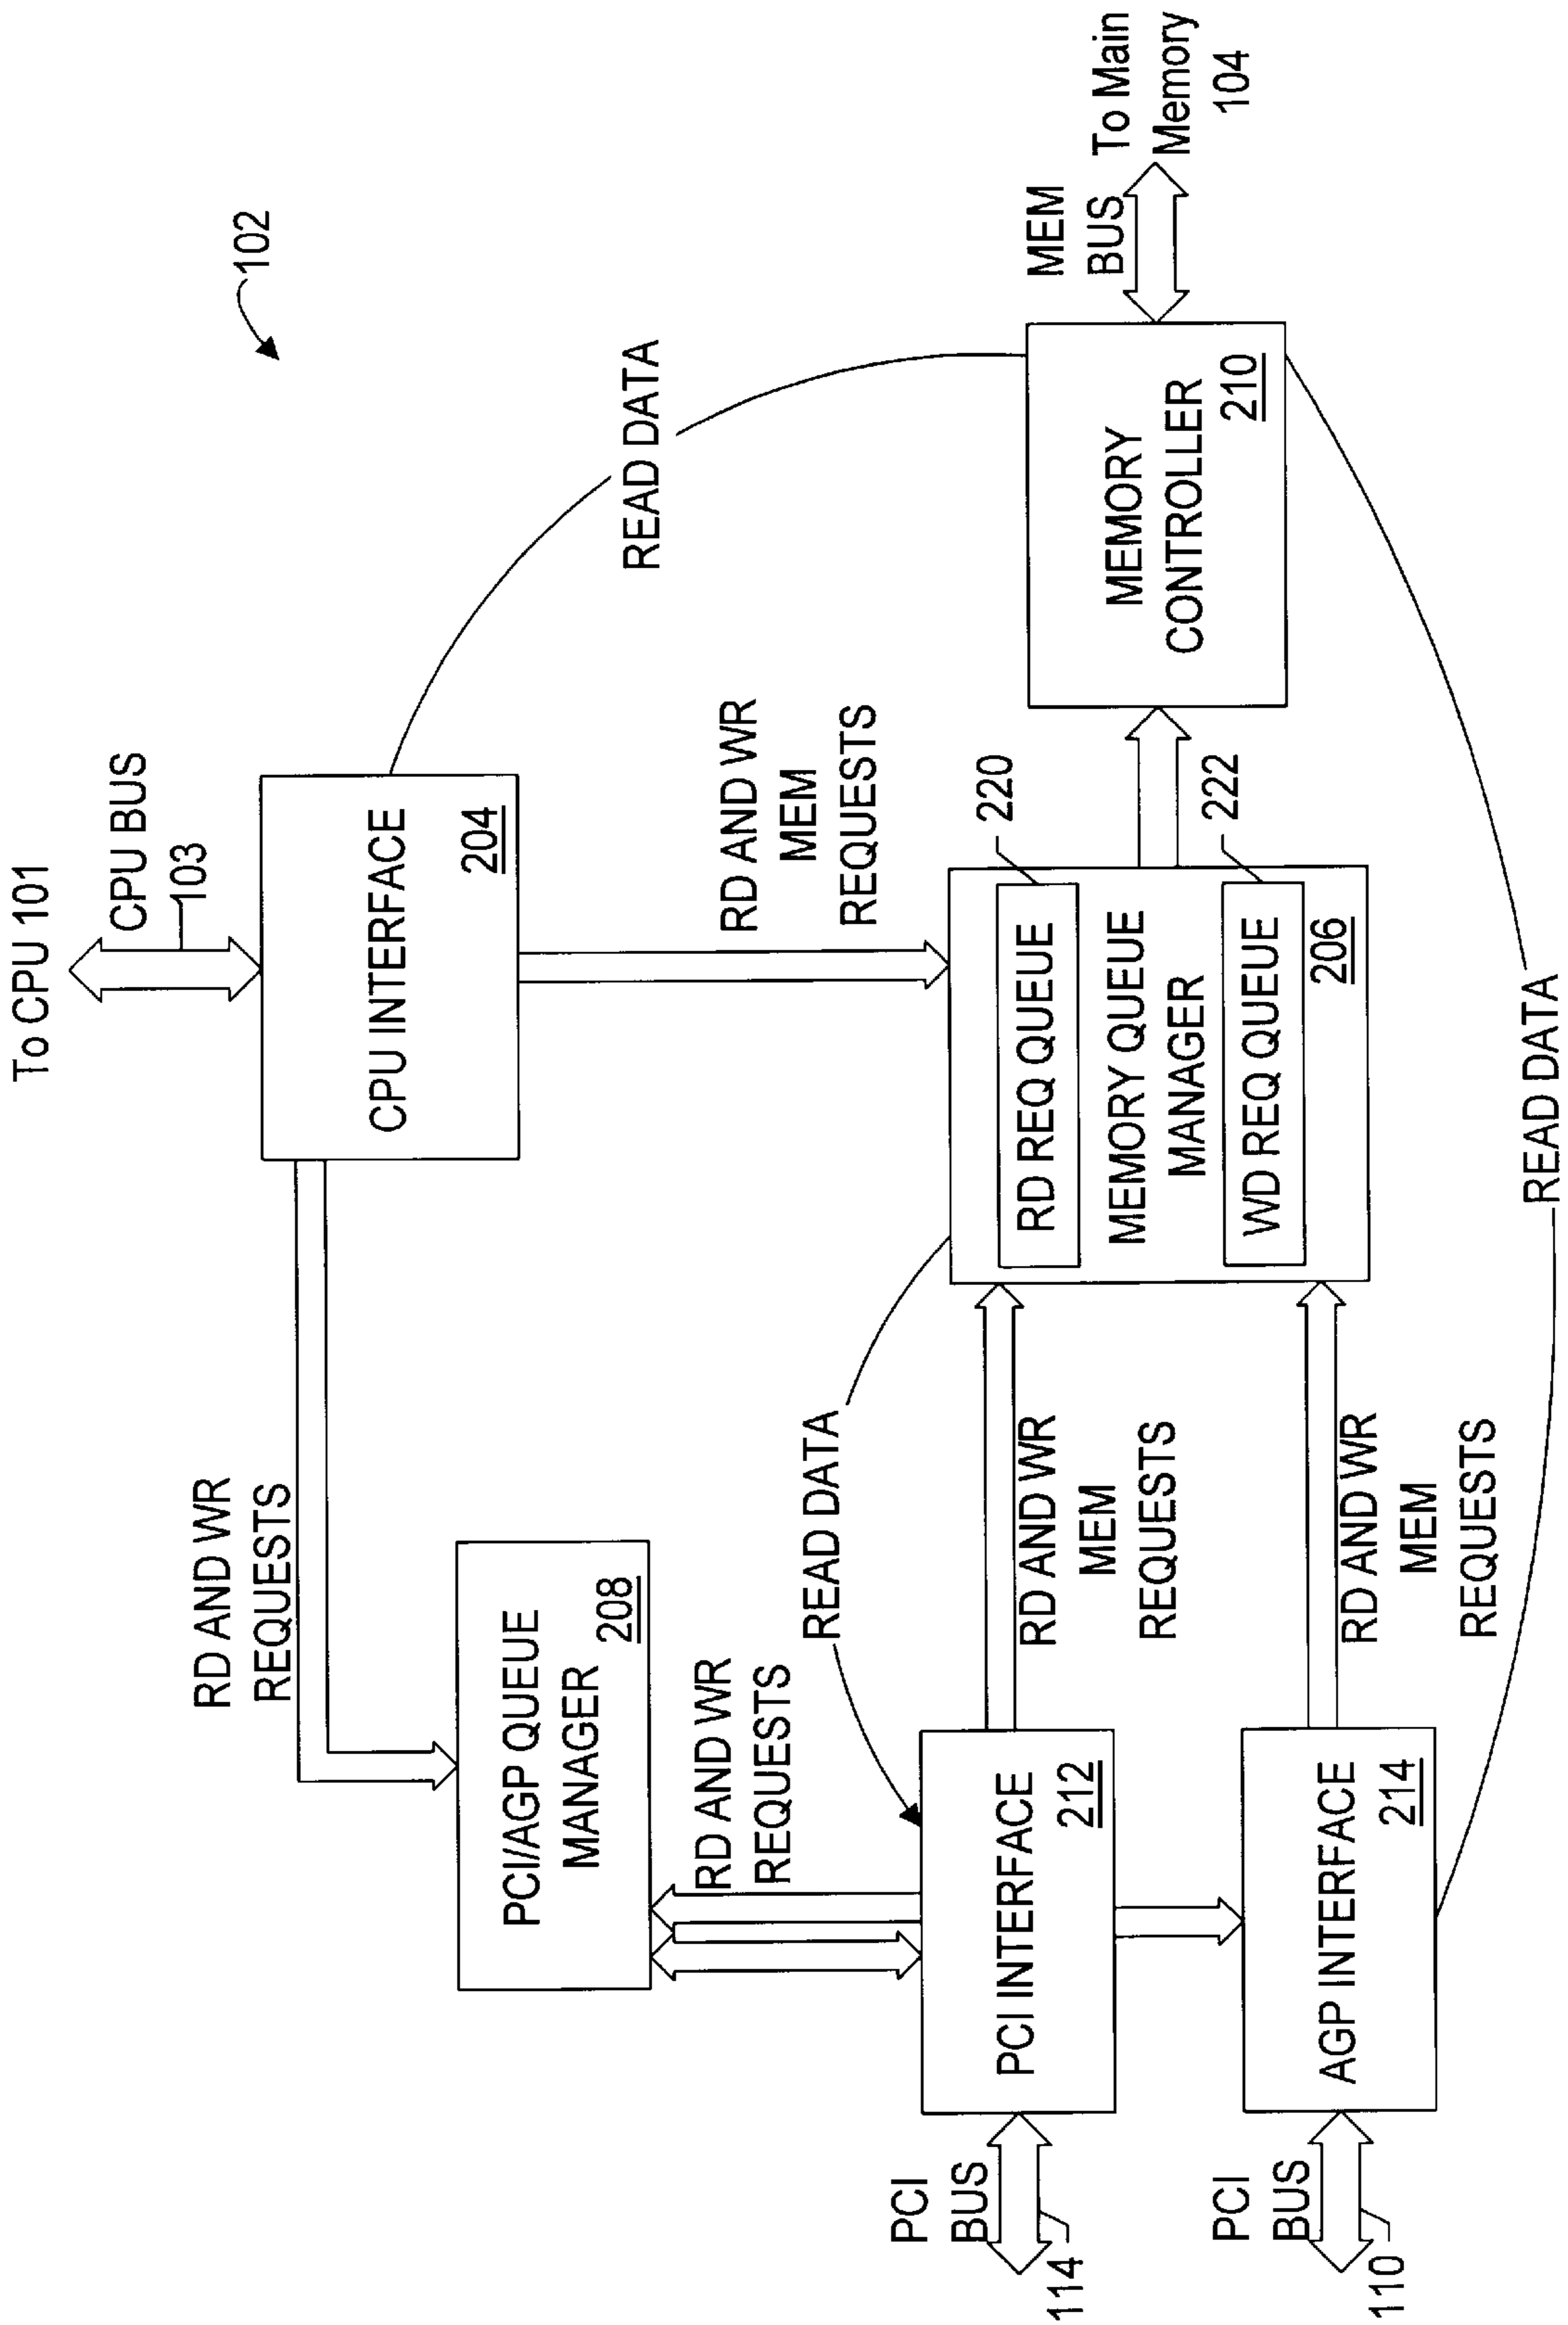 102
To CPU 101
CPU BUS
103
CPU INTERFACE
204
READ DATA
RD AND WR
REQUESTS
RD AND WR
MEM
REQUESTS
PCI/AGP QUEUE
MANAGER
208
RD AND WR
REQUESTS
READ DATA
MEM
BUS
To Main
Memory
104
MEMORY
CONTROLLER
210
220
RD REQ QUEUE
MEMORY QUEUE
MANAGER
WD REQ QUEUE
206
222
PCI
BUS
114
PCI INTERFACE
212
RD AND WR
MEM
REQUESTS
PCI
BUS
110
AGP INTERFACE
214
RD AND WR
MEM
REQUESTS
READ DATA